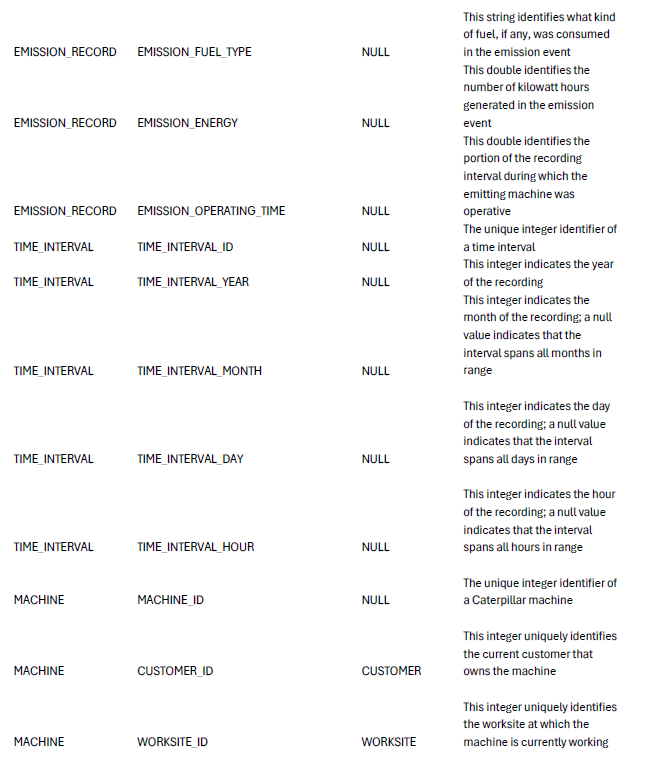 This string identifies what kind
of fuel, if any, was consumed
EMISSION_RECORD EMISSION_FUEL_TYPE NULL in the emission event
This double identifies the
number of kilowatt hours
generated in the emission
EMISSION_RECORD EMISSION_ENERGY NULL event
This double identifies the
portion of the recording
interval during which the
emitting machine was
EMISSION_RECORD EMISSION_OPERATING_TIME NULL operative
The unique integer identifier of
TIME_INTERVAL TIME_INTERVAL_ID NULL a time interval
This integer indicates the year
TIME_INTERVAL TIME_INTERVAL_YEAR NULL of the recording
This integer indicates the
month of the recording; a null
value indicates that the
interval spans all months in
TIME_INTERVAL TIME_INTERVAL_MONTH NULL range
This integer indicates the day
of the recording; a null value
indicates that the interval
TIME_INTERVAL TIME_INTERVAL_DAY NULL spans all days in range
This integer indicates the hour
of the recording; a null value
indicates that the interval
TIME_INTERVAL TIME_INTERVAL_HOUR NULL spans all hours in range
The unique integer identifier of
MACHINE MACHINE_ID NULL a Caterpillar machine
This integer uniquely identifies
the current customer that
MACHINE CUSTOMER_ID CUSTOMER owns the machine
This integer uniquely identifies
the worksite at which the
MACHINE WORKSITE_ID WORKSITE machine is currently working